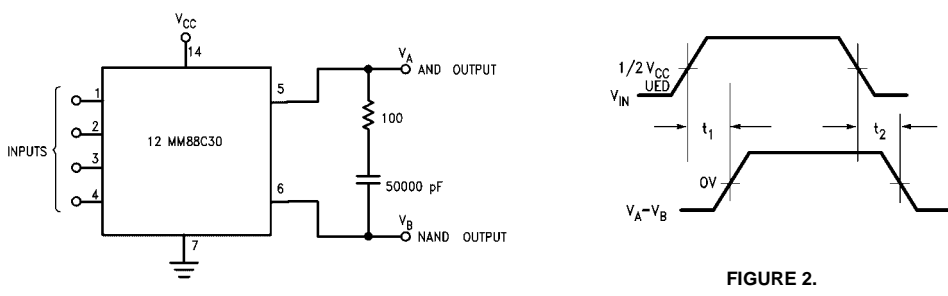 V_CC
14
5
V_A
AND OUTPUT
INPUTS
1
2
3
4
12 MM88C30
100
50000 pF
6
V_B
NAND OUTPUT
7
1/2 V_CC
UED
V_IN
t_1
t_2
0V
V_A-V_B
FIGURE 2.